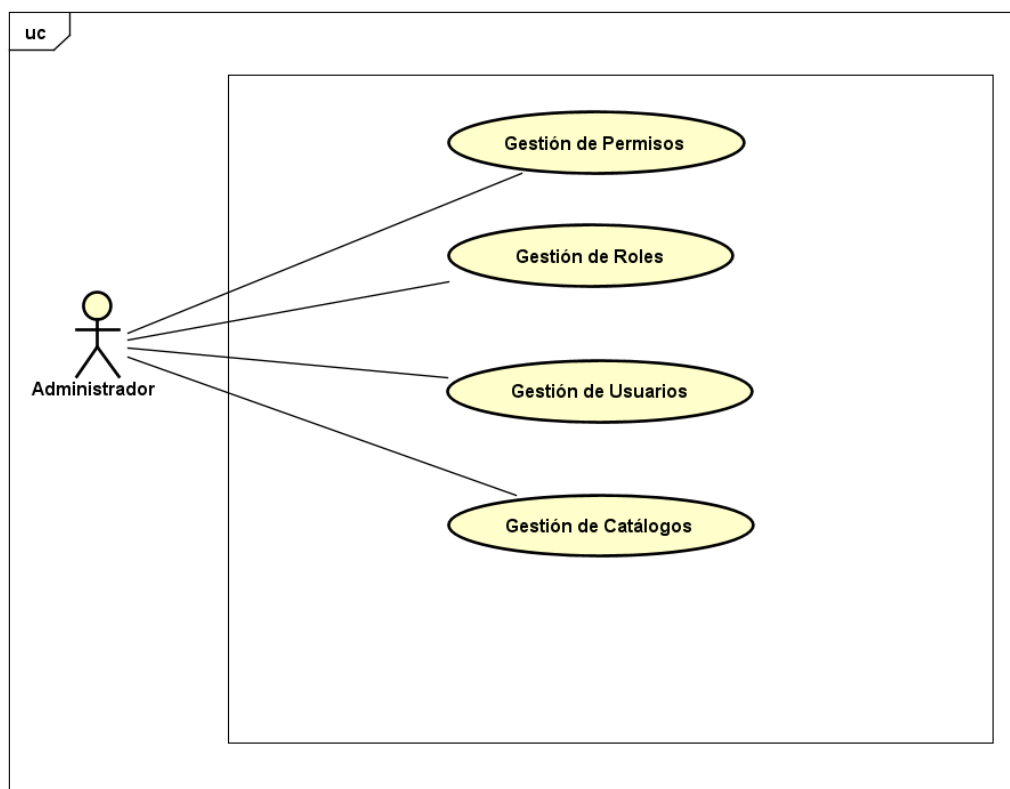 uc
Gestión de Permisos
Gestión de Roles
Administrador
Gestión de Usuarios
Gestión de Catálogos